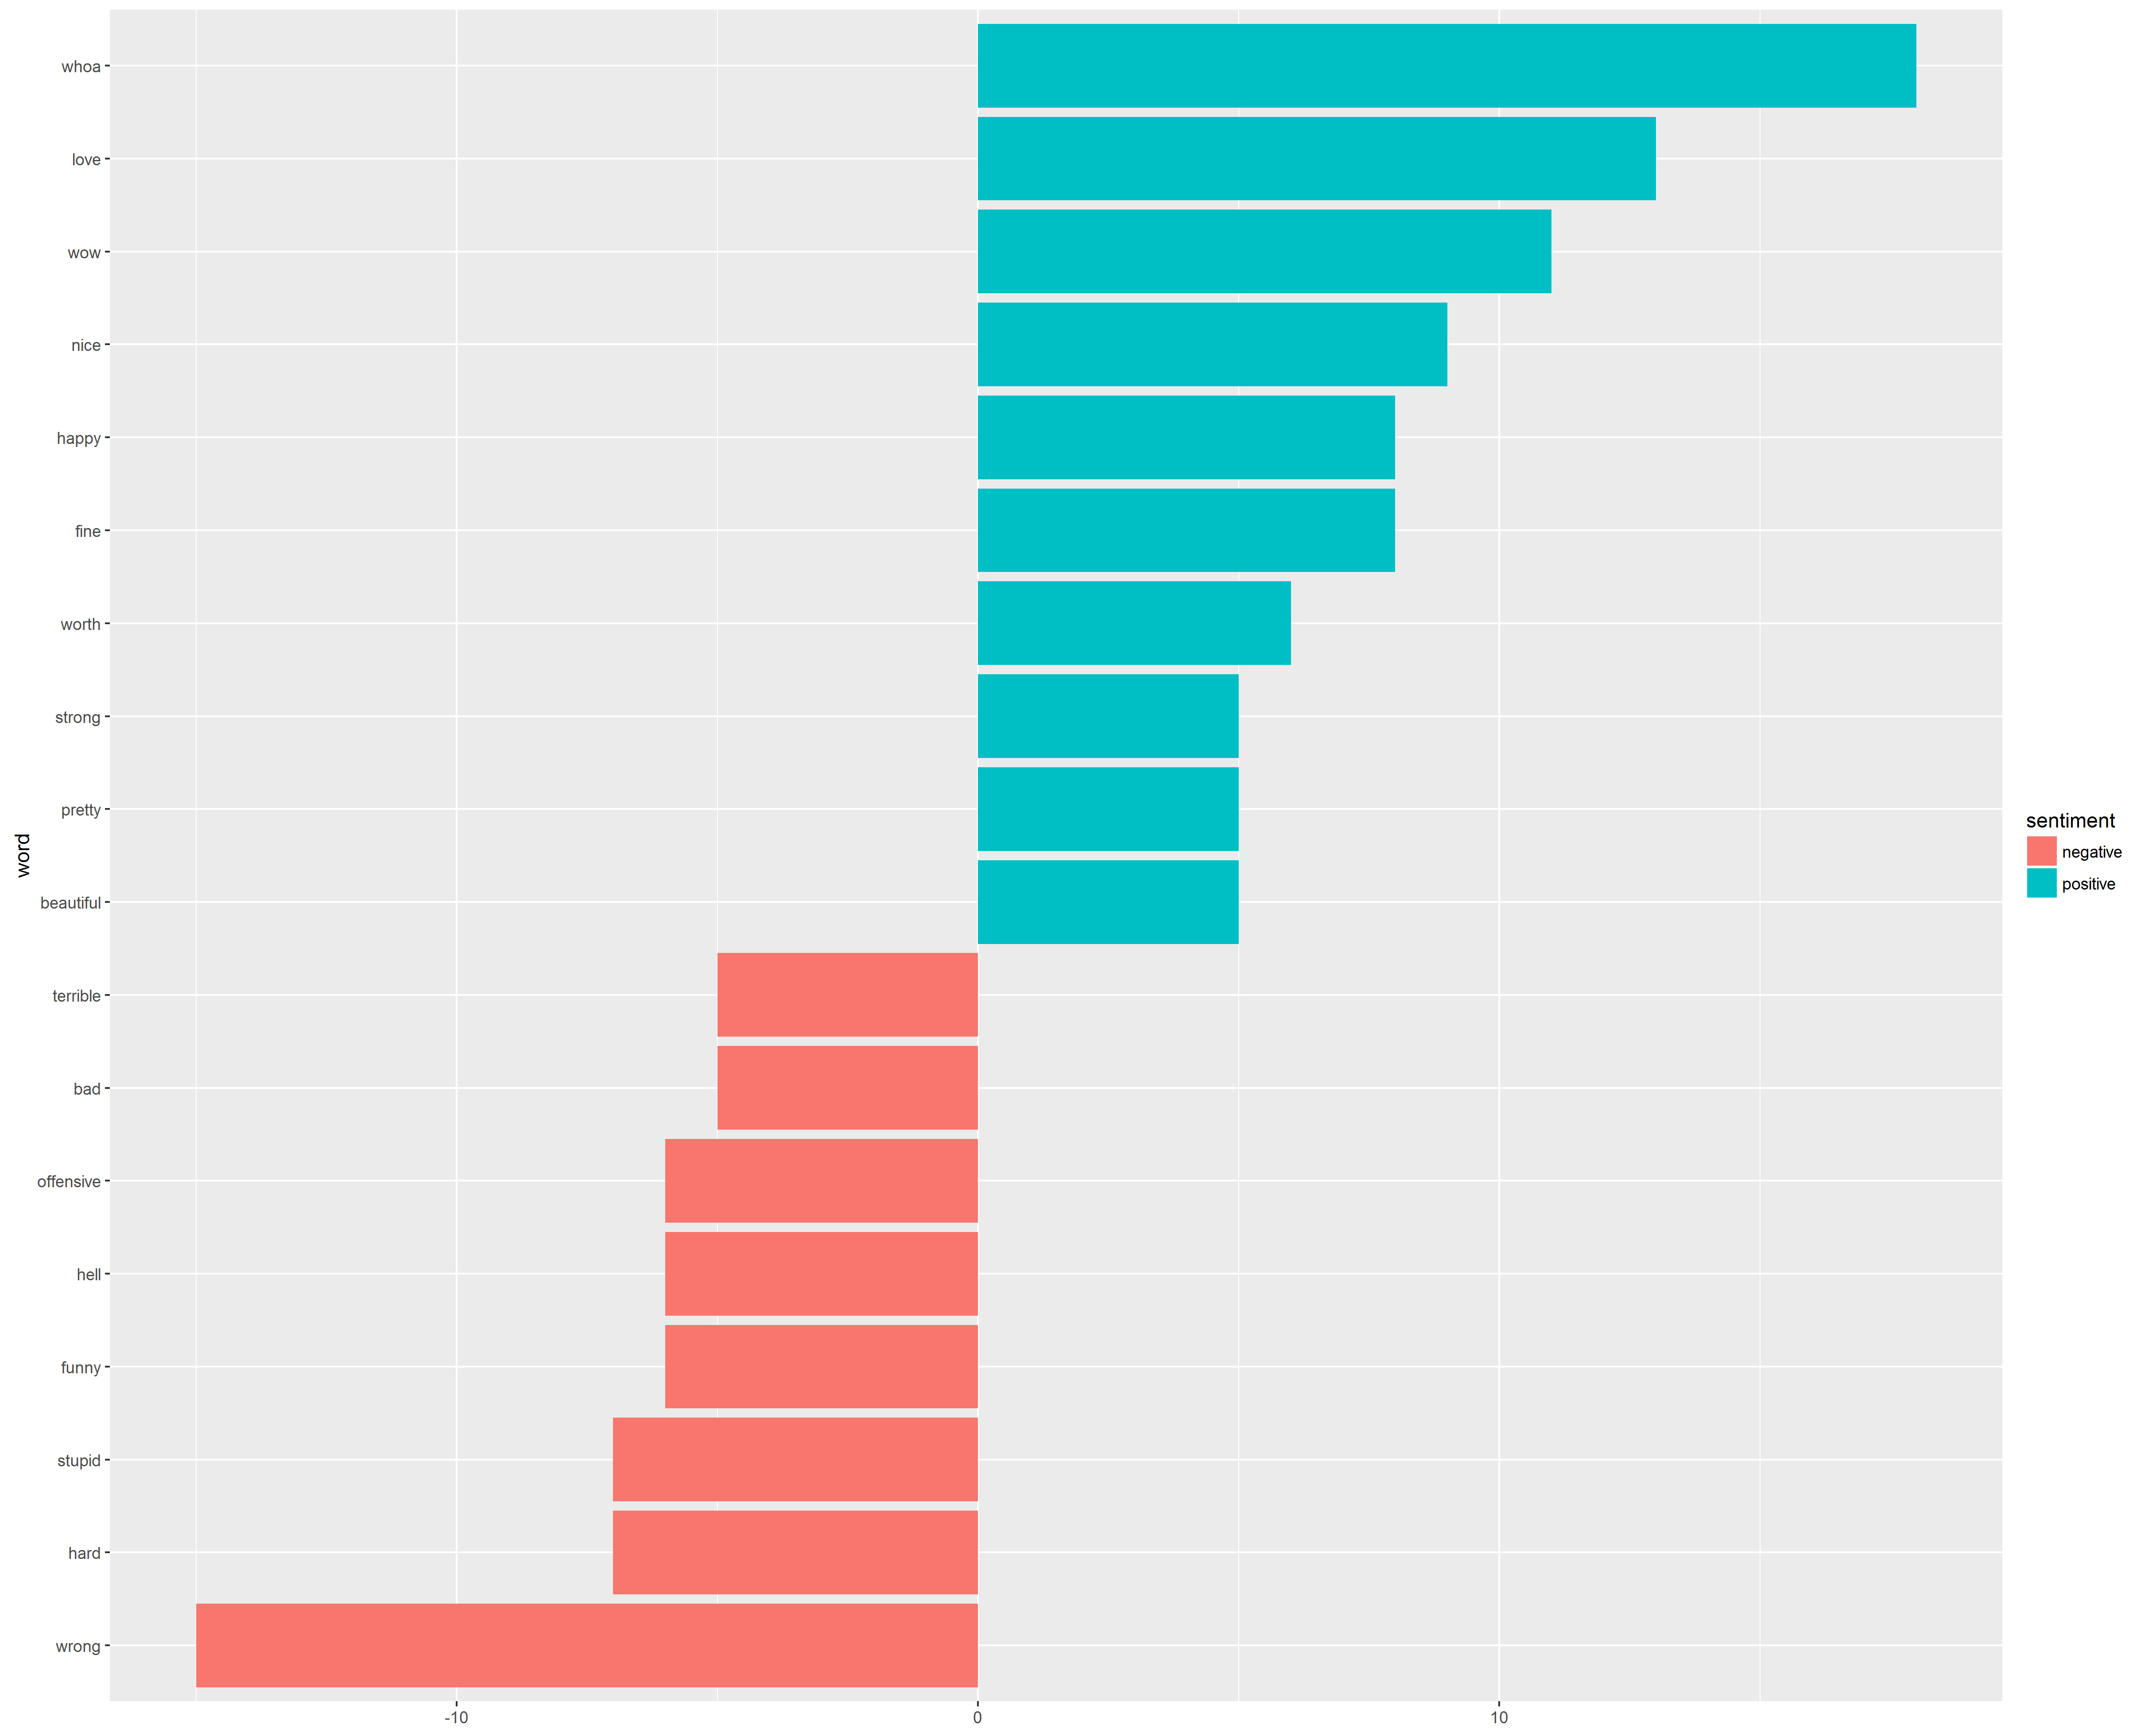 whoa
love
wow
nice
happy
fine
worth
strong
pretty
beautiful
terrible
bad
offensive
hell
funny
stupid
hard
wrong
word
-10 0 10
sentiment
negative
positive